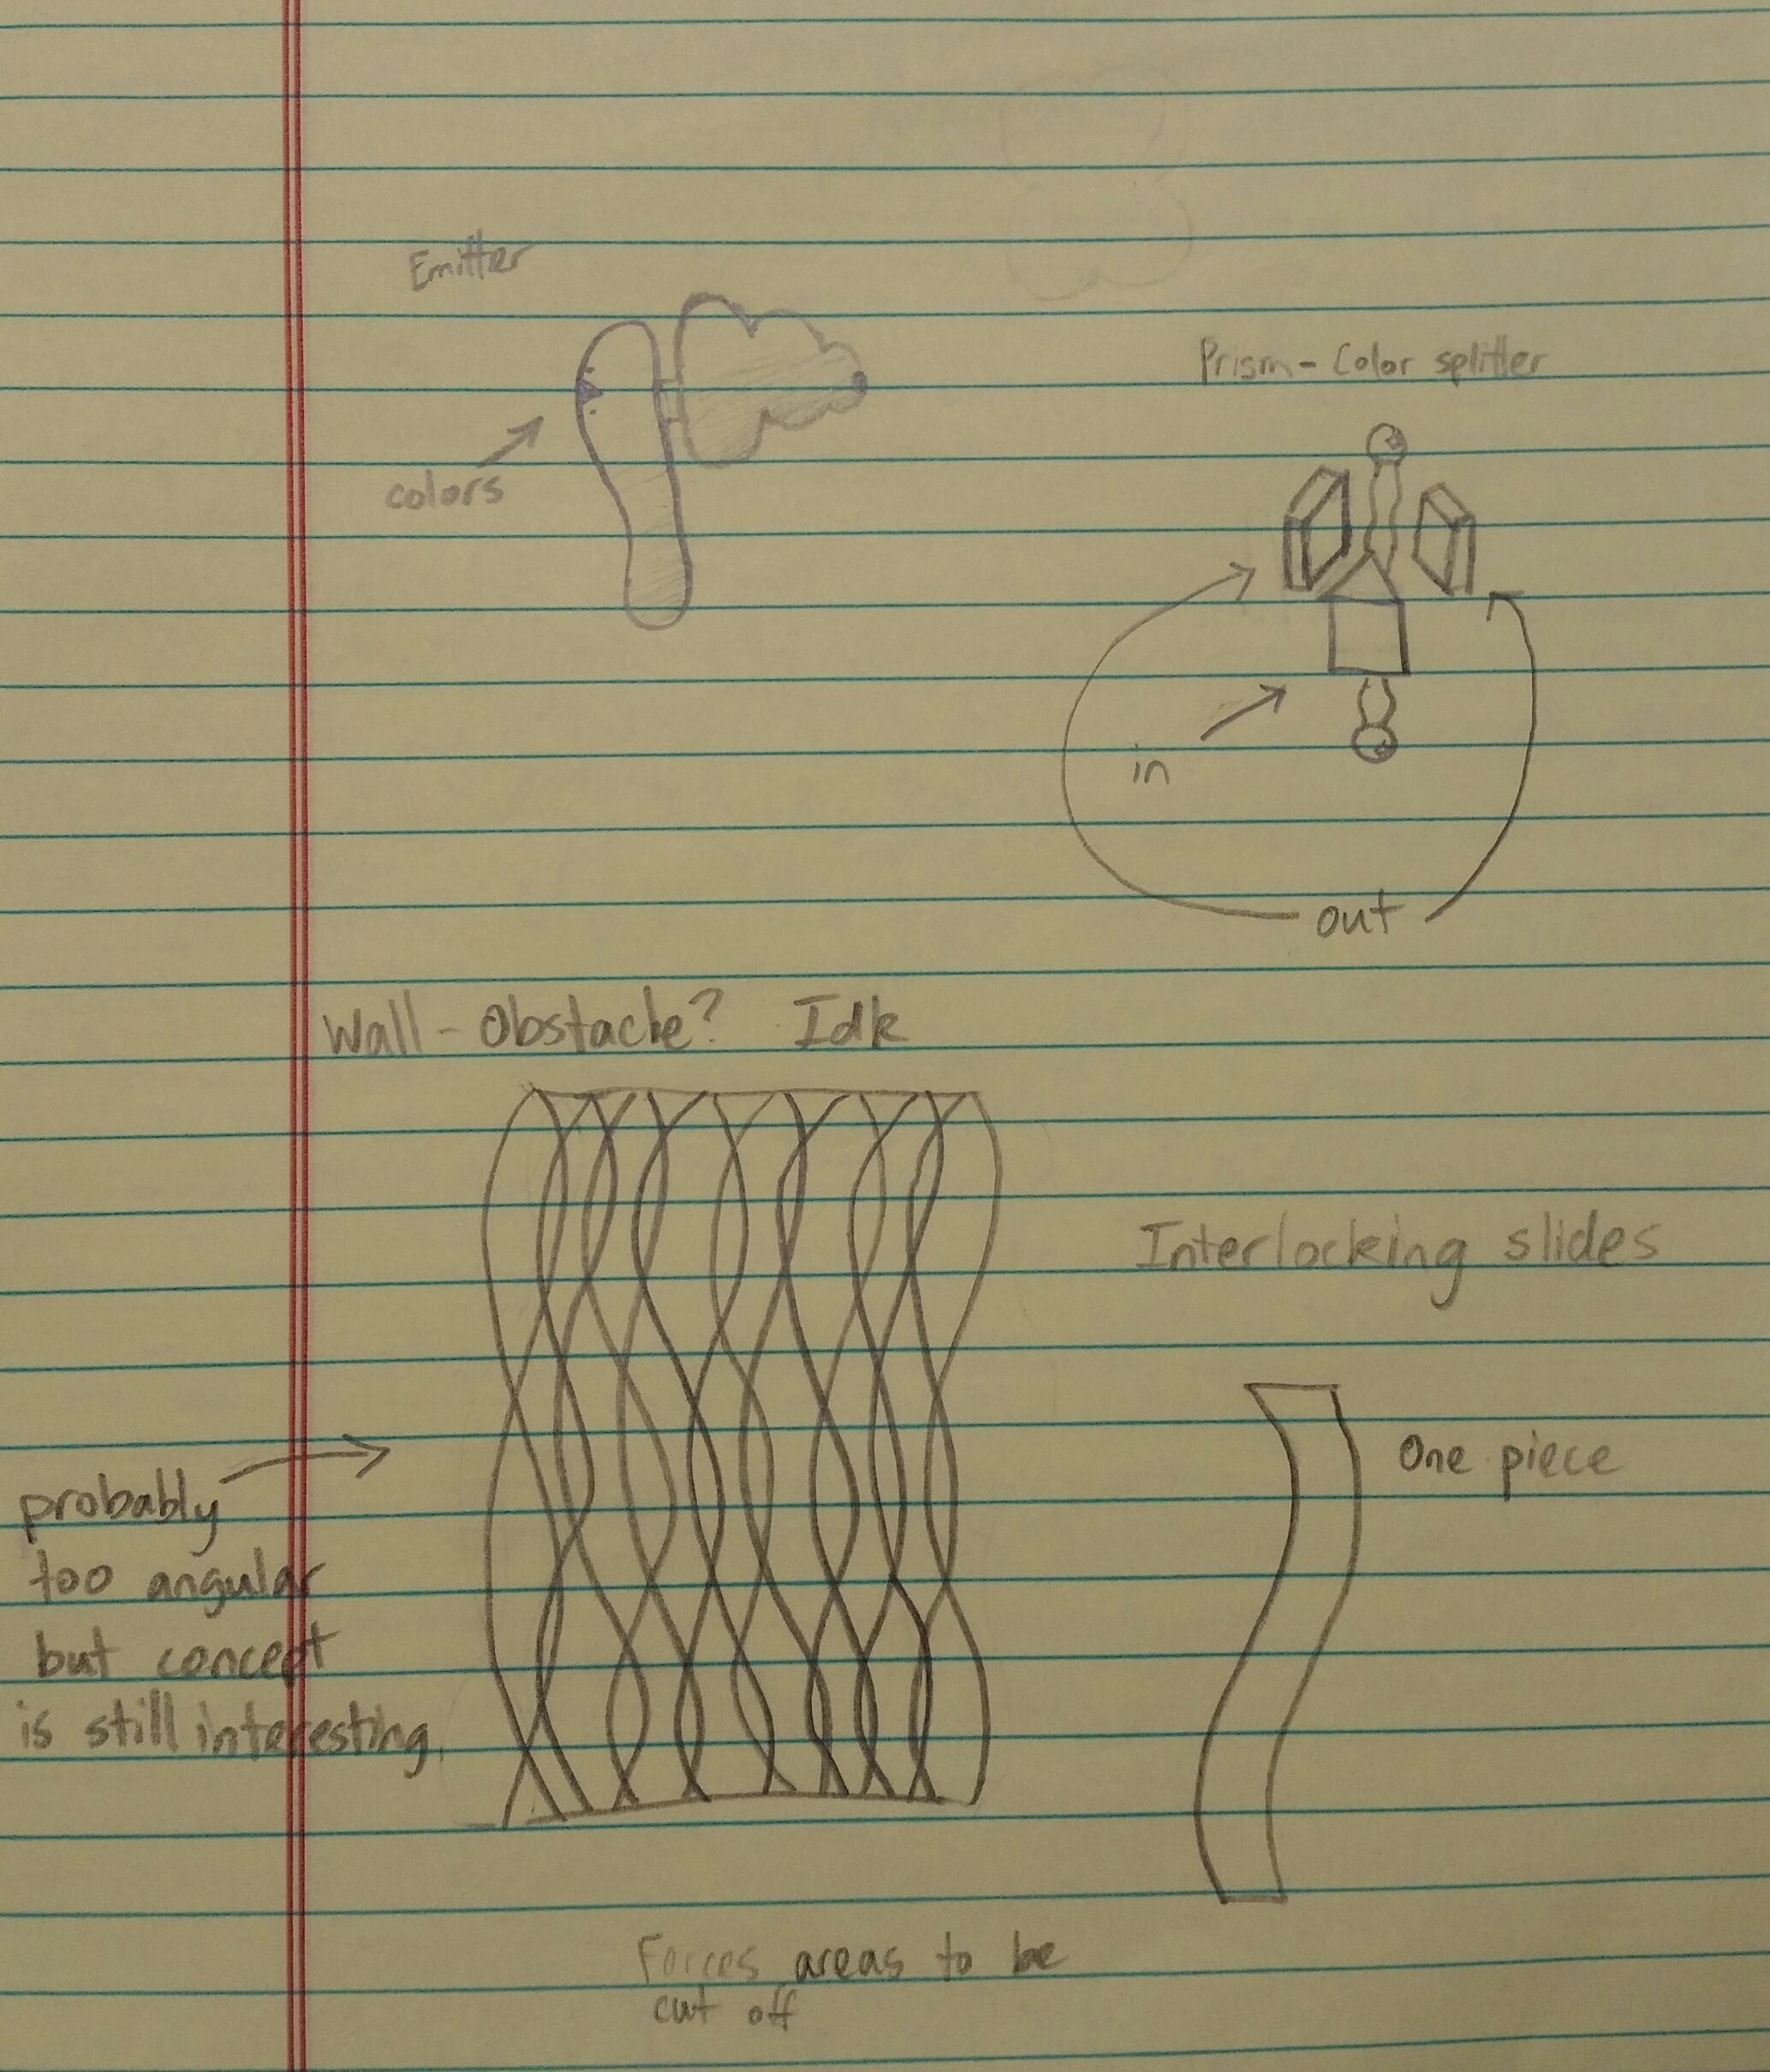 Emitter
Prism - Color splitter
colors
in
out
Wall - Obstacle? Idk
Interlocking slides
One piece
probably
too angular
but concept
is still interesting.
Forces areas to be
cut off